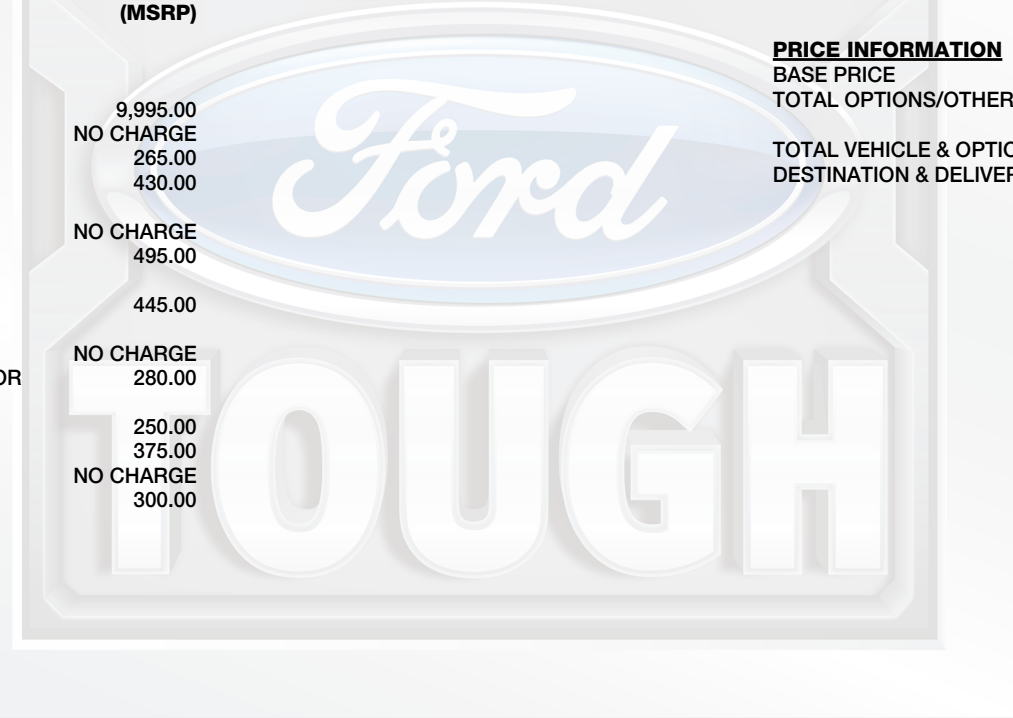 (MSRP)
9,995.00
NO CHARGE
265.00
430.00
NO CHARGE
495.00
445.00
NO CHARGE
OR 280.00
250.00
375.00
NO CHARGE
300.00
PRICE INFORMATION
BASE PRICE
TOTAL OPTIONS/OTHER
TOTAL VEHICLE & OPTIO
DESTINATION & DELIVER
Ford
TOUGH